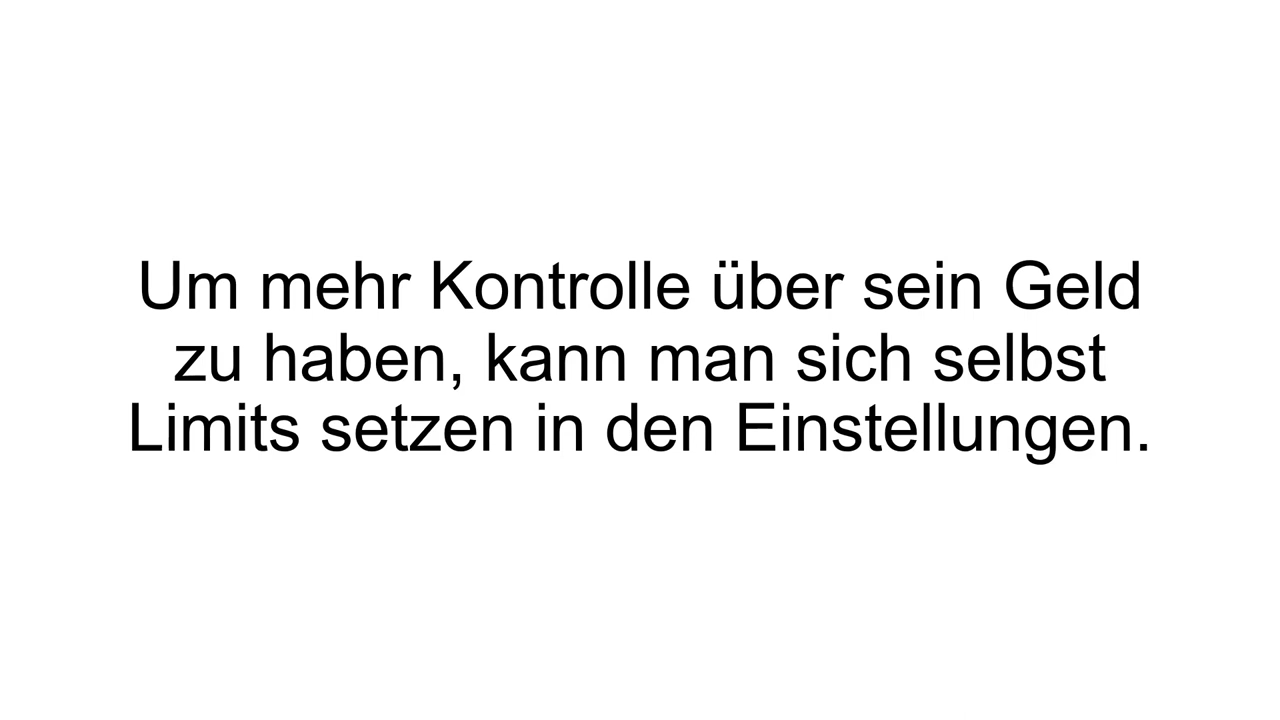 Um mehr Kontrolle über sein Geld
zu haben, kann man sich selbst
Limits setzen in den Einstellungen.